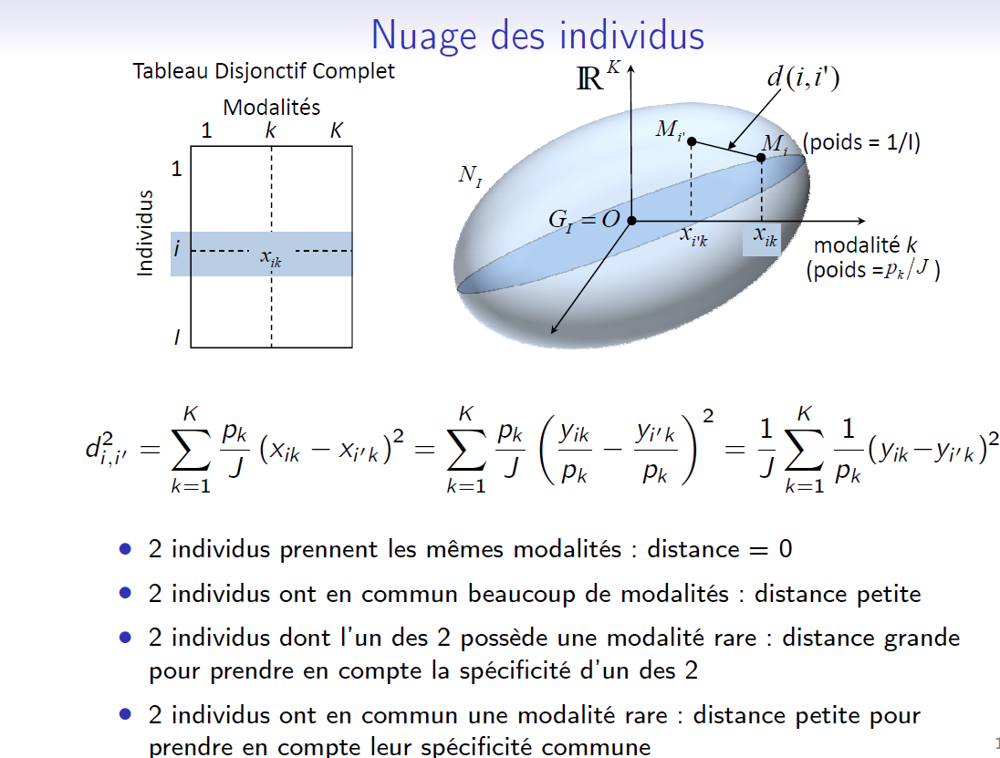 Nuage des individus
Tableau Disjonctif Complet
Modalités
1 k K
1
Individus
i
x_{ik}
I
ℝ^K
d(i,i')
M_{i'}
M_i
(poids = 1/I)
N_I
G_I = O
x_{i'k}
x_{ik}
modalité k
(poids =p_k/J )
d²_{i,i'} = \sum_{k=1}^{K} \frac{p_k}{J} (x_{ik} − x_{i'k})² = \sum_{k=1}^{K} \frac{p_k}{J} \left(\frac{y_{ik}}{p_k} − \frac{y_{i'k}}{p_k}\right)² = \frac{1}{J} \sum_{k=1}^{K} \frac{1}{p_k} (y_{ik}−y_{i'k})²
• 2 individus prennent les mêmes modalités : distance = 0
• 2 individus ont en commun beaucoup de modalités : distance petite
• 2 individus dont l'un des 2 possède une modalité rare : distance grande
pour prendre en compte la spécificité d'un des 2
• 2 individus ont en commun une modalité rare : distance petite pour
prendre en compte leur spécificité commune